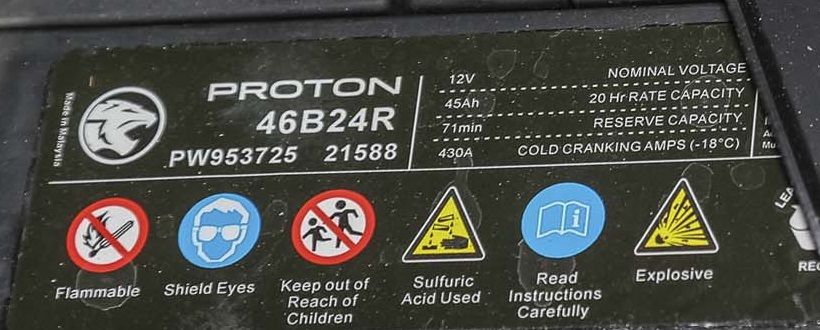 Made in Malaysia
PROTON
46B24R
PW953725 21588
12V NOMINAL VOLTAGE
45Ah 20 Hr RATE CAPACITY
71min RESERVE CAPACITY
430A COLD CRANKING AMPS (-18°C)
Flammable
Shield Eyes
Keep out of
Reach of
Children
Sulfuric
Acid Used
Read
Instructions
Carefully
Explosive